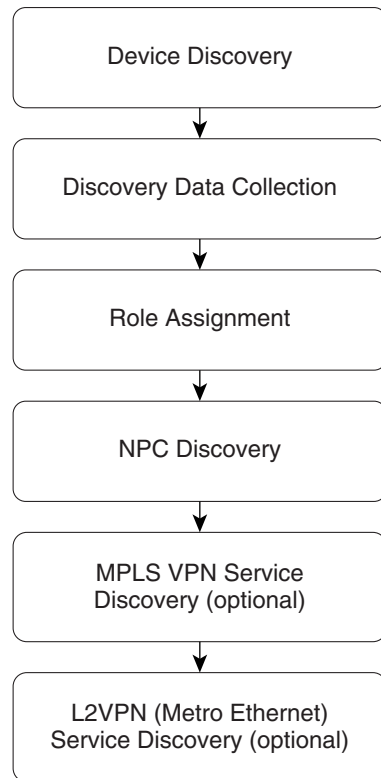 Device Discovery
Discovery Data Collection
Role Assignment
NPC Discovery
MPLS VPN Service
Discovery (optional)
L2VPN (Metro Ethernet)
Service Discovery (optional)